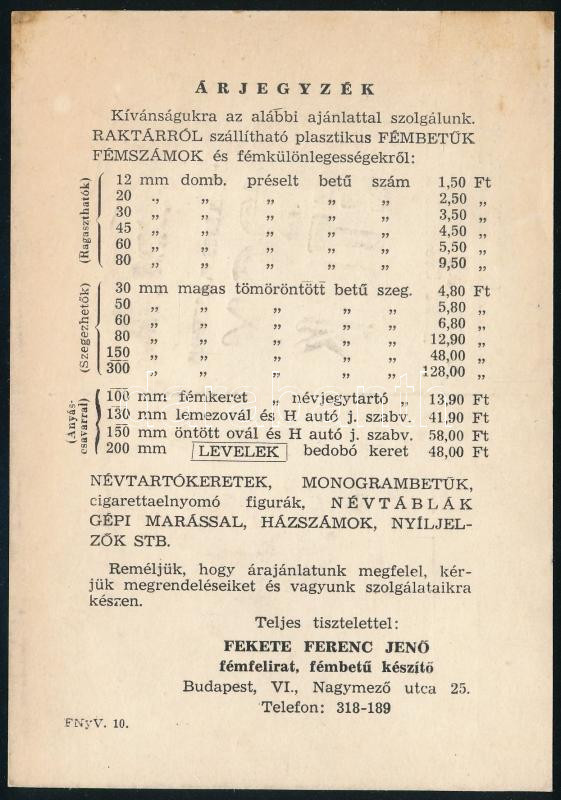 ÁRJEGYZÉK
Kívánságukra az alábbi ajánlattal szolgálunk.
RAKTÁRRÓL szállítható plasztikus FÉMBETŰK
FÉMSZÁMOK és fémkülönlegességekről:
(Ragaszthatók)
12 mm domb. préselt betű szám 1,50 Ft
20 „ „ „ „ „ 2,50 „
30 „ „ „ „ „ 3,50 „
45 „ „ „ „ „ 4,50 „
60 „ „ „ „ „ 5,50 „
80 „ „ „ „ „ 9,50 „
(Szegezhetők)
30 mm magas tömöröntött betű szeg. 4,80 Ft
50 „ „ „ „ „ 5,80 „
60 „ „ „ „ „ 6,80 „
80 „ „ „ „ „ 12,90 „
150 „ „ „ „ „ 48,00 „
300 „ „ „ „ „ 128,00 „
(Anyás-
csavarral)
100 mm fémkeret „ névjegytartó „ 13,90 Ft
130 mm lemezovál és H autó j. szabv. 41,90 Ft
150 mm öntött ovál és H autó j. szabv. 58,00 Ft
200 mm LEVELEK bedobó keret 48,00 Ft
NÉVTARTÓKERETEK, MONOGRAMBETŰK,
cigarettaelnyomó figurák, NÉVTÁBLÁK
GÉPI MARÁSSAL, HÁZSZÁMOK, NYÍLJEL-
ZŐK STB.
Reméljük, hogy árajánlatunk megfelel, kér-
jük megrendeléseiket és vagyunk szolgálataikra
készen.
Teljes tisztelettel:
FEKETE FERENC JENŐ
fémfelirat, fémbetű készítő
Budapest, VI., Nagymező utca 25.
Telefon: 318-189
FNyV. 10.